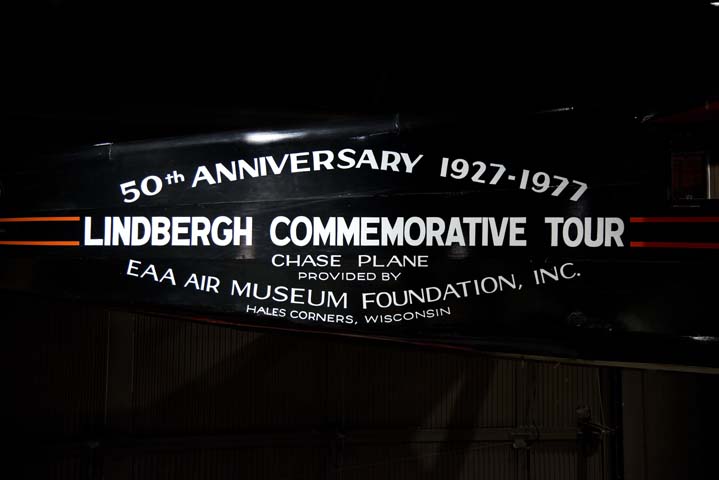 50th ANNIVERSARY 1927-1977
LINDBERGH COMMEMORATIVE TOUR
CHASE PLANE
PROVIDED BY
EAA AIR MUSEUM FOUNDATION, INC.
HALES CORNERS, WISCONSIN